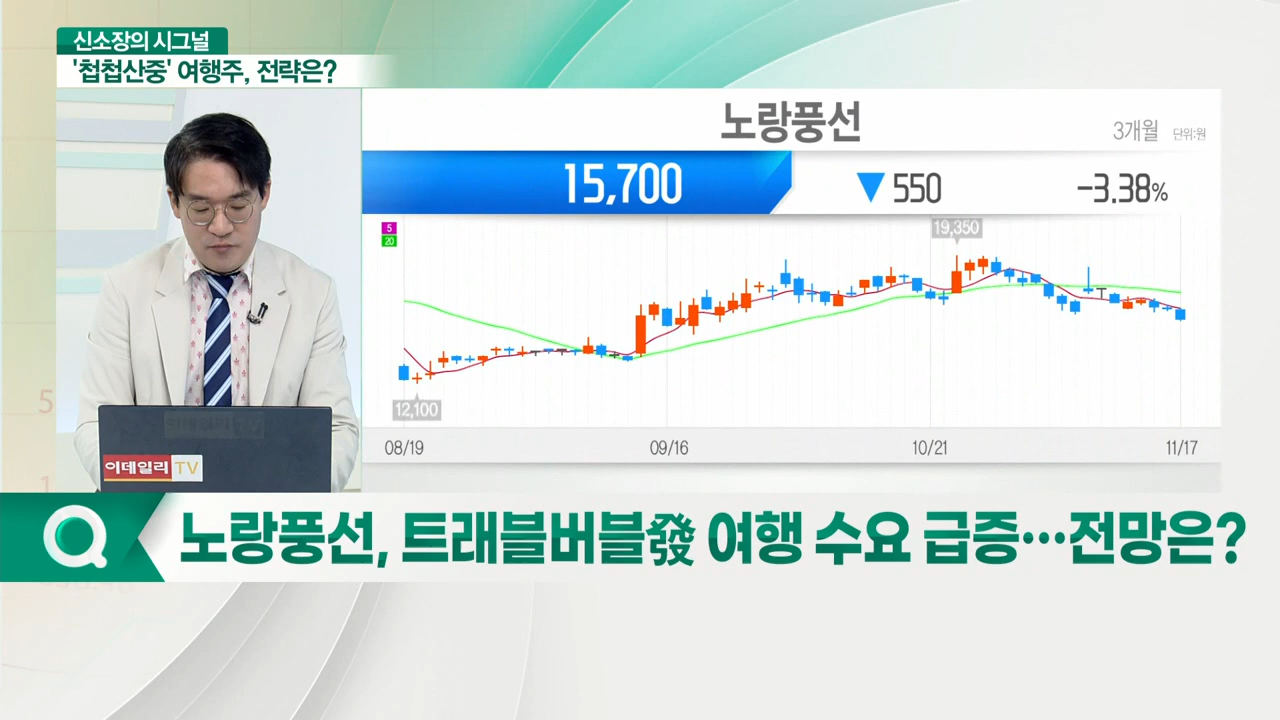 신소장의 시그널
'첩첩산중' 여행주, 전략은?
노랑풍선
3개월 단위:원
15,700 ▼550 -3.38%
5
20
19,350
12,100
08/19 09/16 10/21 11/17
이데일리TV
노랑풍선, 트래블버블發 여행 수요 급증…전망은?